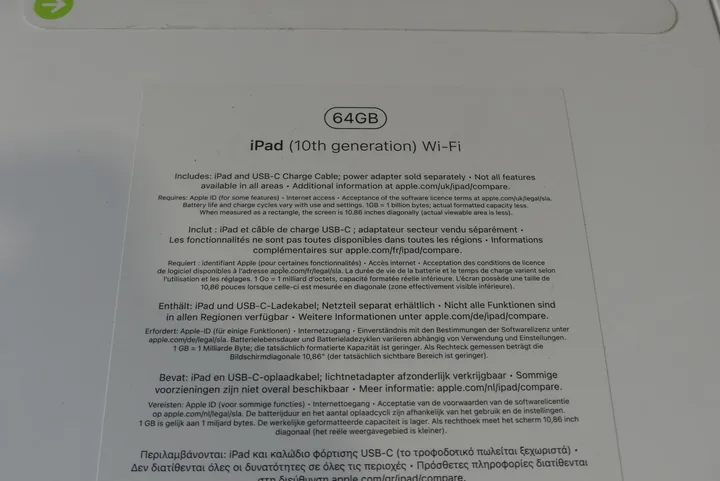 64GB
iPad (10th generation) Wi-Fi
Includes: iPad and USB-C Charge Cable; power adapter sold separately • Not all features
available in all areas • Additional information at apple.com/uk/ipad/compare.
Requires: Apple ID (for some features) • Internet access • Acceptance of the software licence terms at apple.com/uk/legal/sla.
Battery life and charge cycles vary with use and settings. 1GB = 1 billion bytes; actual formatted capacity less.
When measured as a rectangle, the screen is 10.86 inches diagonally (actual viewable area is less).
Inclut : iPad et câble de charge USB-C ; adaptateur secteur vendu séparément •
Les fonctionnalités ne sont pas toutes disponibles dans toutes les régions • Informations
complémentaires sur apple.com/fr/ipad/compare.
Requiert : identifiant Apple (pour certaines fonctionnalités) • Accès Internet • Acceptation des conditions de licence
de logiciel disponibles à l'adresse apple.com/fr/legal/sla. La durée de vie de la batterie et le temps de charge varient selon
l'utilisation et les réglages. 1 Go = 1 milliard d'octets, capacité formatée réelle inférieure. L'écran possède une taille de
10,86 pouces lorsque celle-ci est mesurée en diagonale (zone effectivement visible inférieure).
Enthält: iPad und USB-C-Ladekabel; Netzteil separat erhältlich • Nicht alle Funktionen sind
in allen Regionen verfügbar • Weitere Informationen unter apple.com/de/ipad/compare.
Erfordert: Apple-ID (für einige Funktionen) • Internetzugang • Einverständnis mit den Bestimmungen der Softwarelizenz unter
apple.com/de/legal/sla. Batterielebensdauer und Batterieladezyklen variieren abhängig von Verwendung und Einstellungen.
1 GB = 1 Milliarde Byte; die tatsächlich formatierte Kapazität ist geringer. Als Rechteck gemessen beträgt die
Bildschirmdiagonale 10,86" (der tatsächlich sichtbare Bereich ist geringer).
Bevat: iPad en USB-C-oplaadkabel; lichtnetadapter afzonderlijk verkrijgbaar • Sommige
voorzieningen zijn niet overal beschikbaar • Meer informatie: apple.com/nl/ipad/compare.
Vereisten: Apple ID (voor sommige functies) • Internettoegang • Acceptatie van de voorwaarden van de softwarelicentie
op apple.com/nl/legal/sla. De batterijduur en het aantal oplaadcycli zijn afhankelijk van het gebruik en de instellingen.
1 GB is gelijk aan 1 miljard bytes. De werkelijke geformatteerde capaciteit is lager. Als rechthoek meet het scherm 10,86 inch
diagonaal (het reële weergavegebied is kleiner).
Περιλαμβάνονται: iPad και καλώδιο φόρτισης USB-C (το τροφοδοτικό πωλείται ξεχωριστά) •
Δεν διατίθενται όλες οι δυνατότητες σε όλες τις περιοχές • Πρόσθετες πληροφορίες διατίθενται
στη διεύθυνση apple.com/gr/ipad/compare.